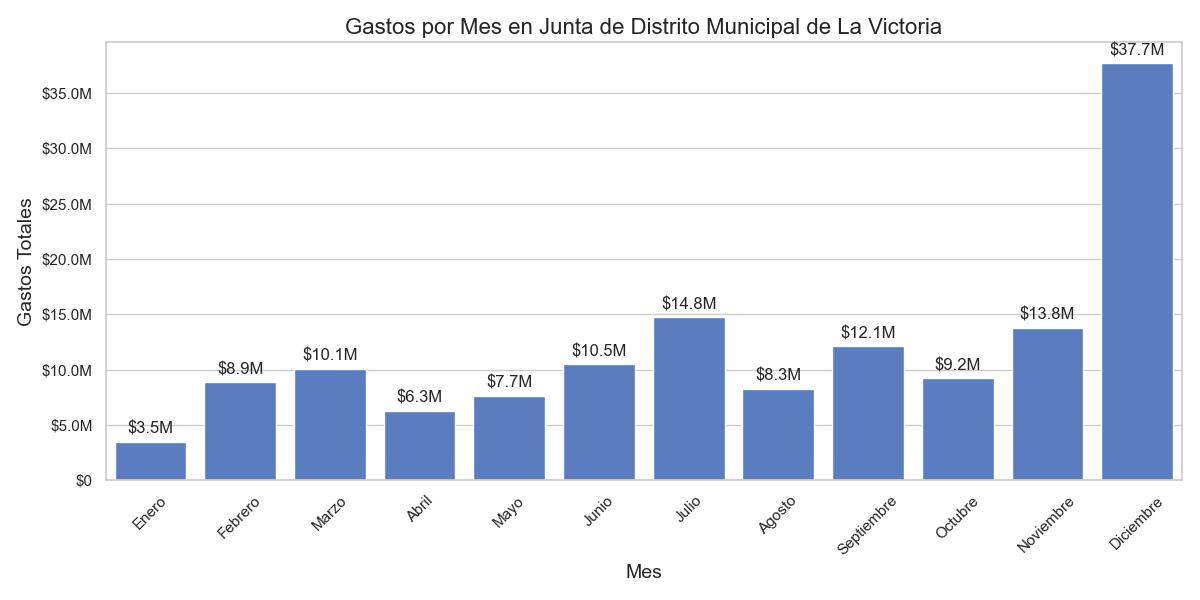 Gastos por Mes en Junta de Distrito Municipal de La Victoria
Gastos Totales
$35.0M
$30.0M
$25.0M
$20.0M
$15.0M
$10.0M
$5.0M
$0
$3.5M
$8.9M
$10.1M
$6.3M
$7.7M
$10.5M
$14.8M
$8.3M
$12.1M
$9.2M
$13.8M
$37.7M
Enero
Febrero
Marzo
Abril
Mayo
Junio
Julio
Agosto
Septiembre
Octubre
Noviembre
Diciembre
Mes